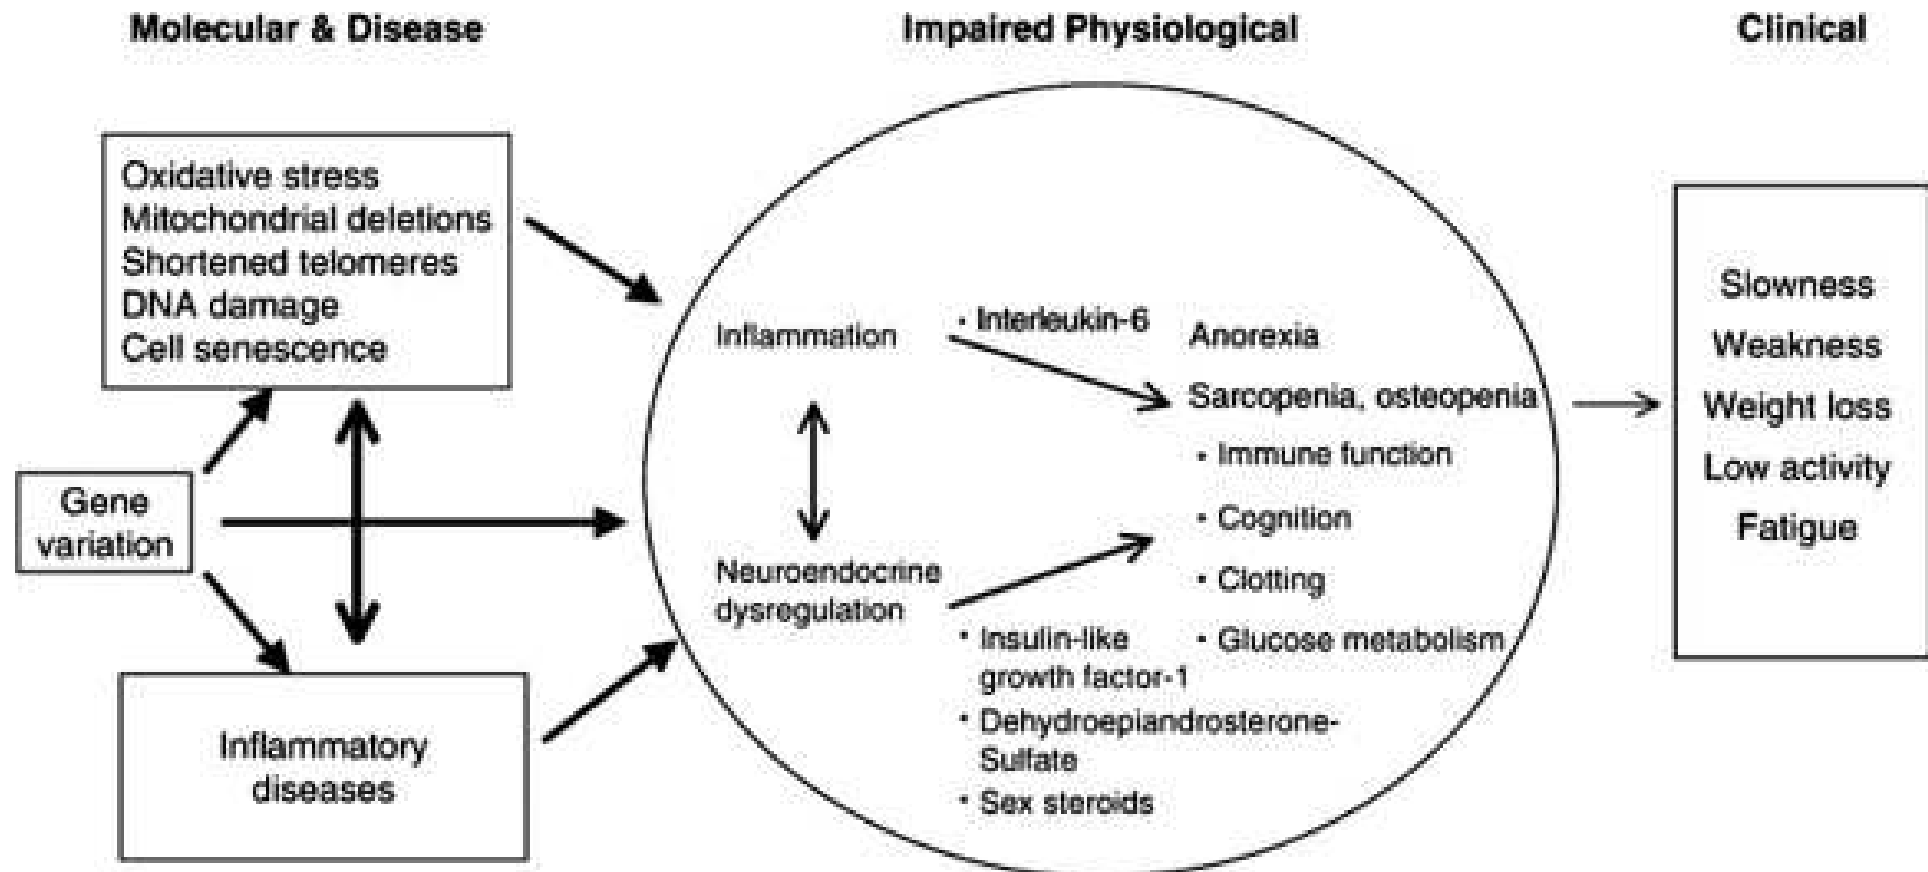 Molecular & Disease
Impaired Physiological
Clinical
Oxidative stress
Mitochondrial deletions
Shortened telomeres
DNA damage
Cell senescence
Gene
variation
Inflammatory
diseases
Inflammation
• Interleukin-6
Neuroendocrine
dysregulation
• Insulin-like
growth factor-1
• Dehydroepiandrosterone-
Sulfate
• Sex steroids
Anorexia
Sarcopenia, osteopenia
• Immune function
• Cognition
• Clotting
• Glucose metabolism
Slowness
Weakness
Weight loss
Low activity
Fatigue